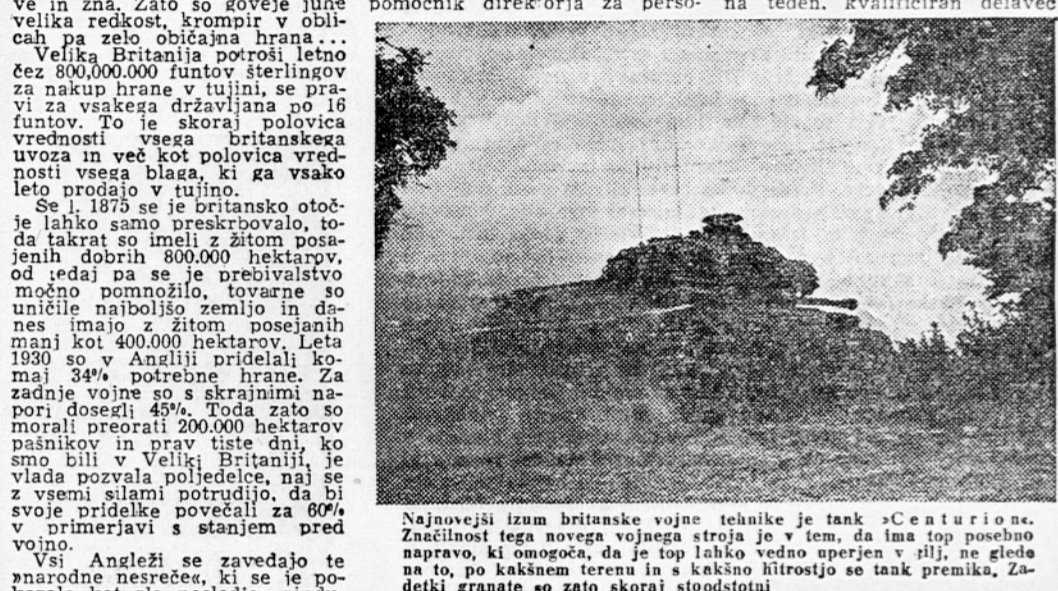 ve in zna. Zato so goveje june
velika redkost, krompir v obli-
cah pa zelo običajna hrana...
Velika Britanija potroši letno
čez 800,000.000 funtov šterlingov
za nakup hrane v tujini, se pra-
vi za vsakega državljana po 16
funtov. To je skoraj polovica
vrednosti vsega britanskega
uvoza in več kot polovica vred-
nosti vsega blaga, ki ga vsako
leto prodajo v tujino.
Še l. 1875 se je britansko otoč-
je lahko samo preskrbovalo, to-
da takrat so imeli z žitom posa-
jenih dobrih 800.000 hektarov,
od tedaj pa se je prebivalstvo
močno pomnožilo, tovarne so
uničile najboljšo zemljo in da-
nes imajo z žitom posejanih
manj kot 400.000 hektarov. Leta
1930 so v Angliji pridelali ko-
maj 34% potrebne hrane. Za
zadnje vojne so s skrajnimi na-
pori dosegli 45%. Toda zato so
morali preorati 200.000 hektarov
pašnikov in prav tiste dni, ko
smo bili v Veliki Britaniji, je
vlada pozvala poljedelce, naj se
z vsemi silami potrudijo, da bi
svoje pridelke povečali za 60%
v primerjavi s stanjem pred
vojno.
Vsi Angleži se zavedajo te
»narodne nesreče«, ki se je po-
pomočnik direktorja za perso-
na teden, kvalificiran delavec
Najnovejši izum britanske vojne tehnike je tank »Centurion«.
Značilnost tega novega vojnega stroja je v tem, da ima top posebno
napravo, ki omogoča, da je top lahko vedno uperjen v cilj, ne glede
na to, po kakšnem terenu in s kakšno hitrostjo se tank premika. Za-
detki granate so zato skoraj stoodstotni